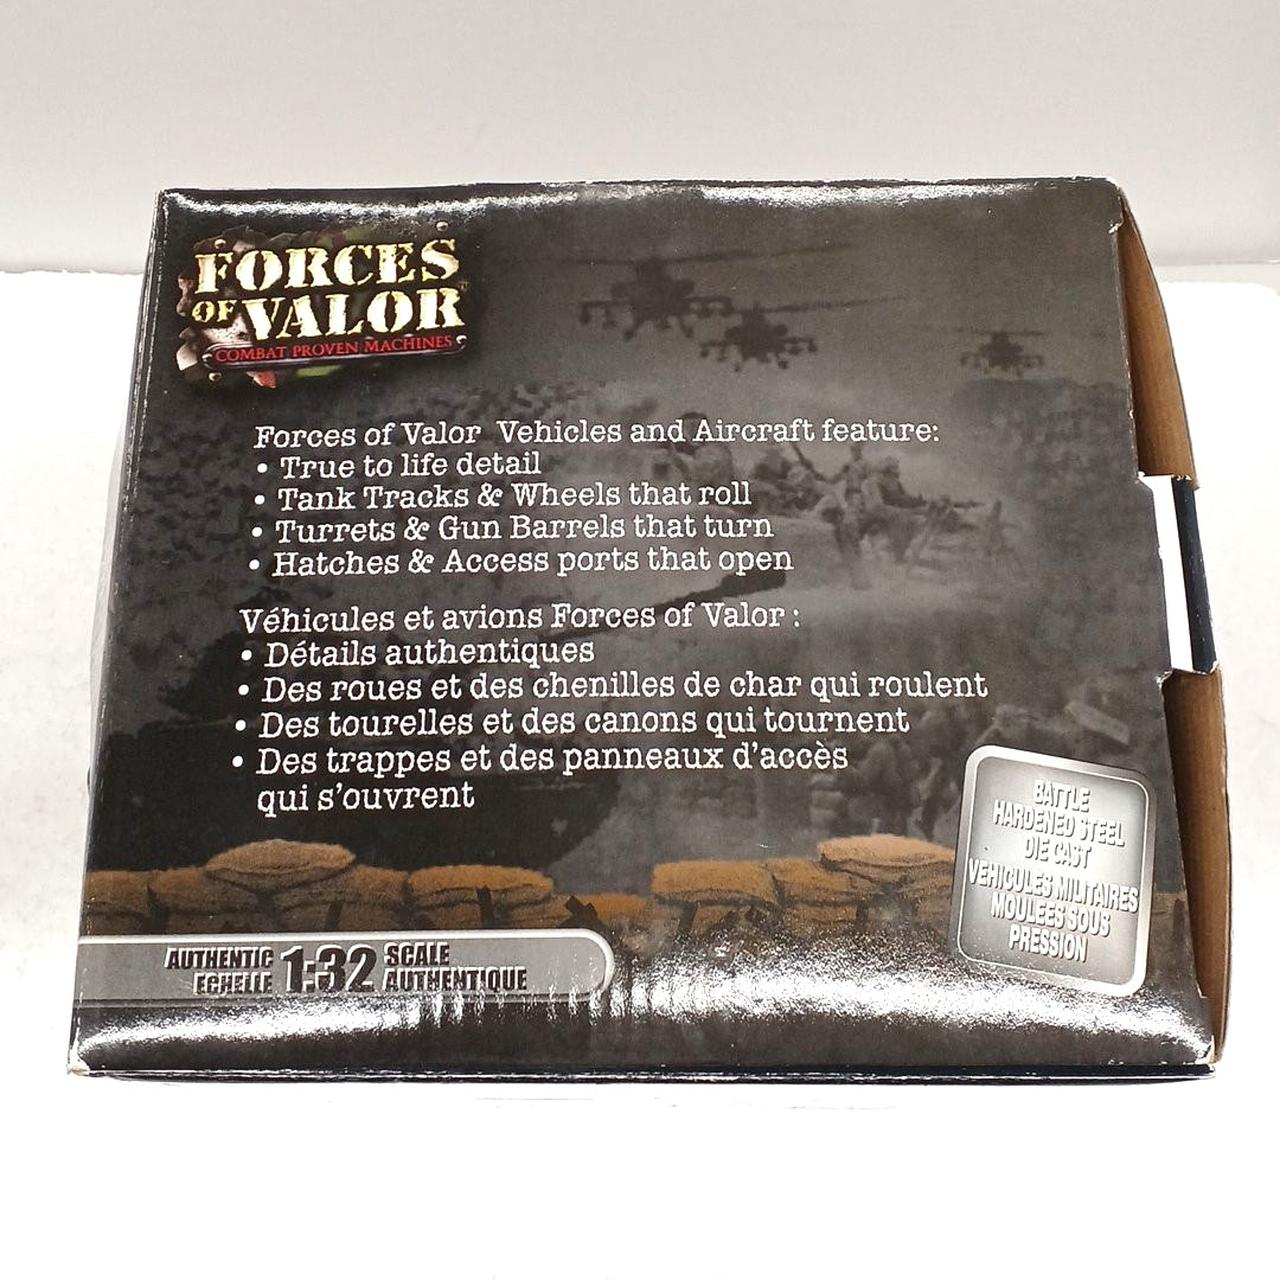 FORCES
OF VALOR
COMBAT PROVEN MACHINES
Forces of Valor Vehicles and Aircraft feature:
• True to life detail
• Tank Tracks & Wheels that roll
• Turrets & Gun Barrels that turn
• Hatches & Access ports that open
Véhicules et avions Forces of Valor :
• Détails authentiques
• Des roues et des chenilles de char qui roulent
• Des tourelles et des canons qui tournent
• Des trappes et des panneaux d'accès
qui s'ouvrent
BATTLE
HARDENED STEEL
DIE CAST
VEHICULES MILITAIRES
MOULEES SOUS
PRESSION
AUTHENTIC 1:32 SCALE
ECHELLE AUTHENTIQUE